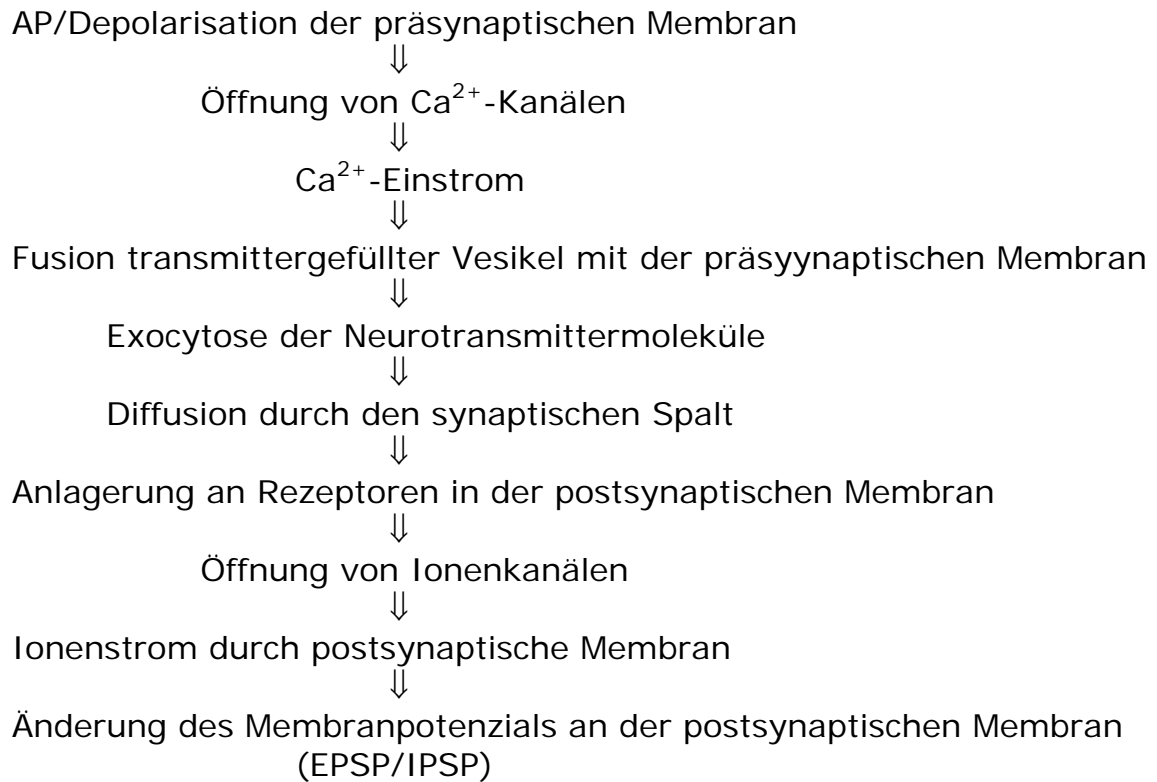 AP/Depolarisation der präsynaptischen Membran
⇓
Öffnung von Ca²⁺-Kanälen
⇓
Ca²⁺-Einstrom
⇓
Fusion transmittergefüllter Vesikel mit der präsyynaptischen Membran
⇓
Exocytose der Neurotransmittermoleküle
⇓
Diffusion durch den synaptischen Spalt
⇓
Anlagerung an Rezeptoren in der postsynaptischen Membran
⇓
Öffnung von Ionenkanälen
⇓
Ionenstrom durch postsynaptische Membran
⇓
Änderung des Membranpotenzials an der postsynaptischen Membran
(EPSP/IPSP)